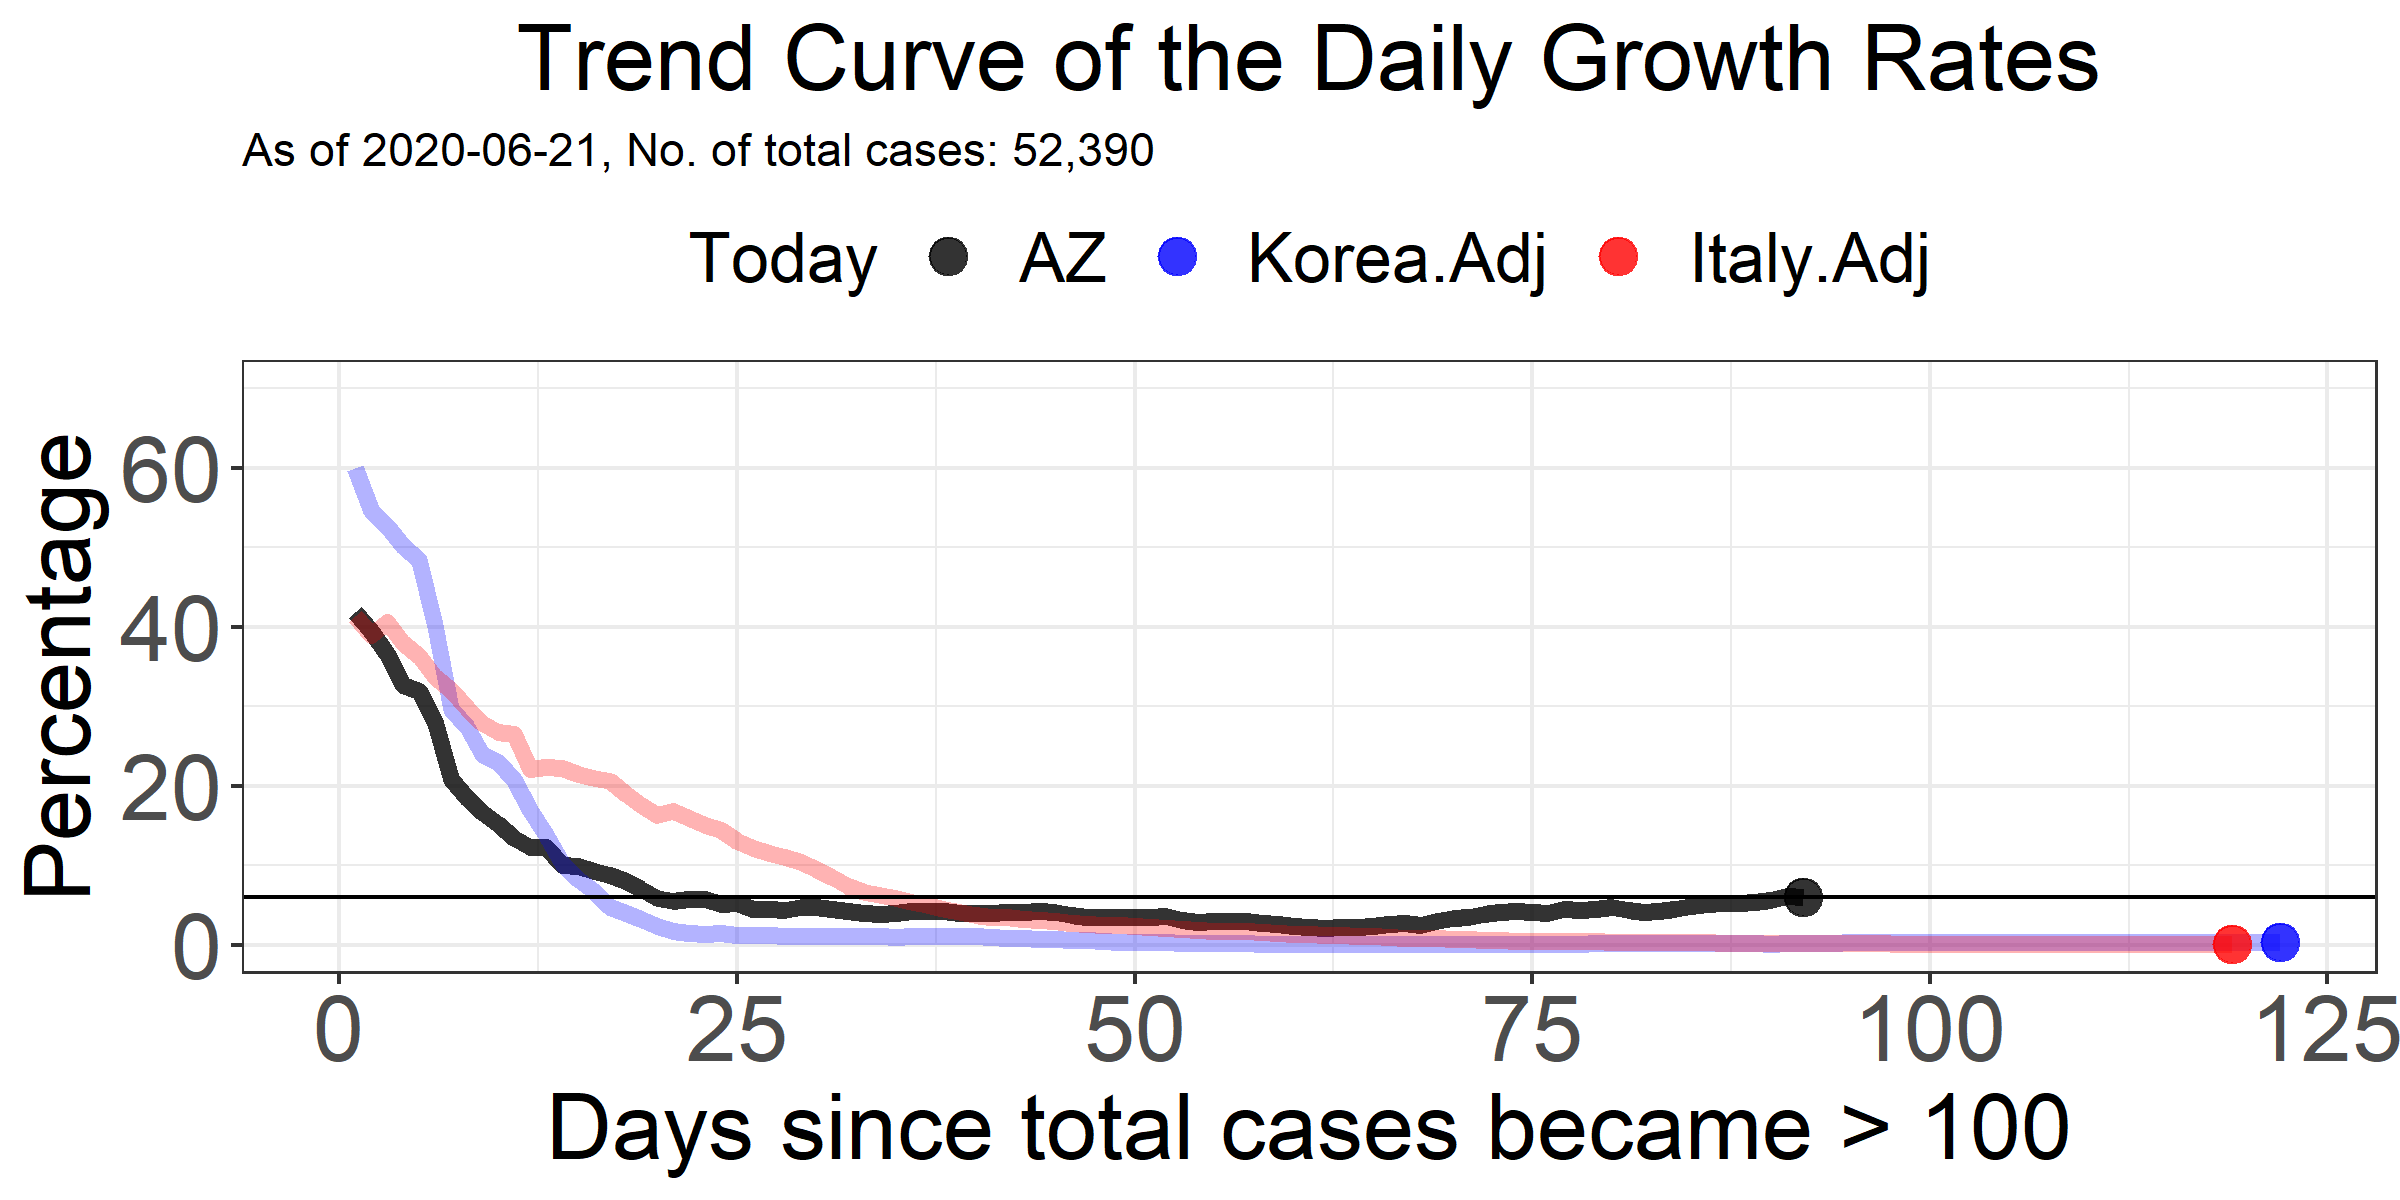 Trend Curve of the Daily Growth Rates
As of 2020-06-21, No. of total cases: 52,390
Today AZ Korea.Adj Italy.Adj
Percentage
60
40
20
0
0 25 50 75 100 125
Days since total cases became > 100